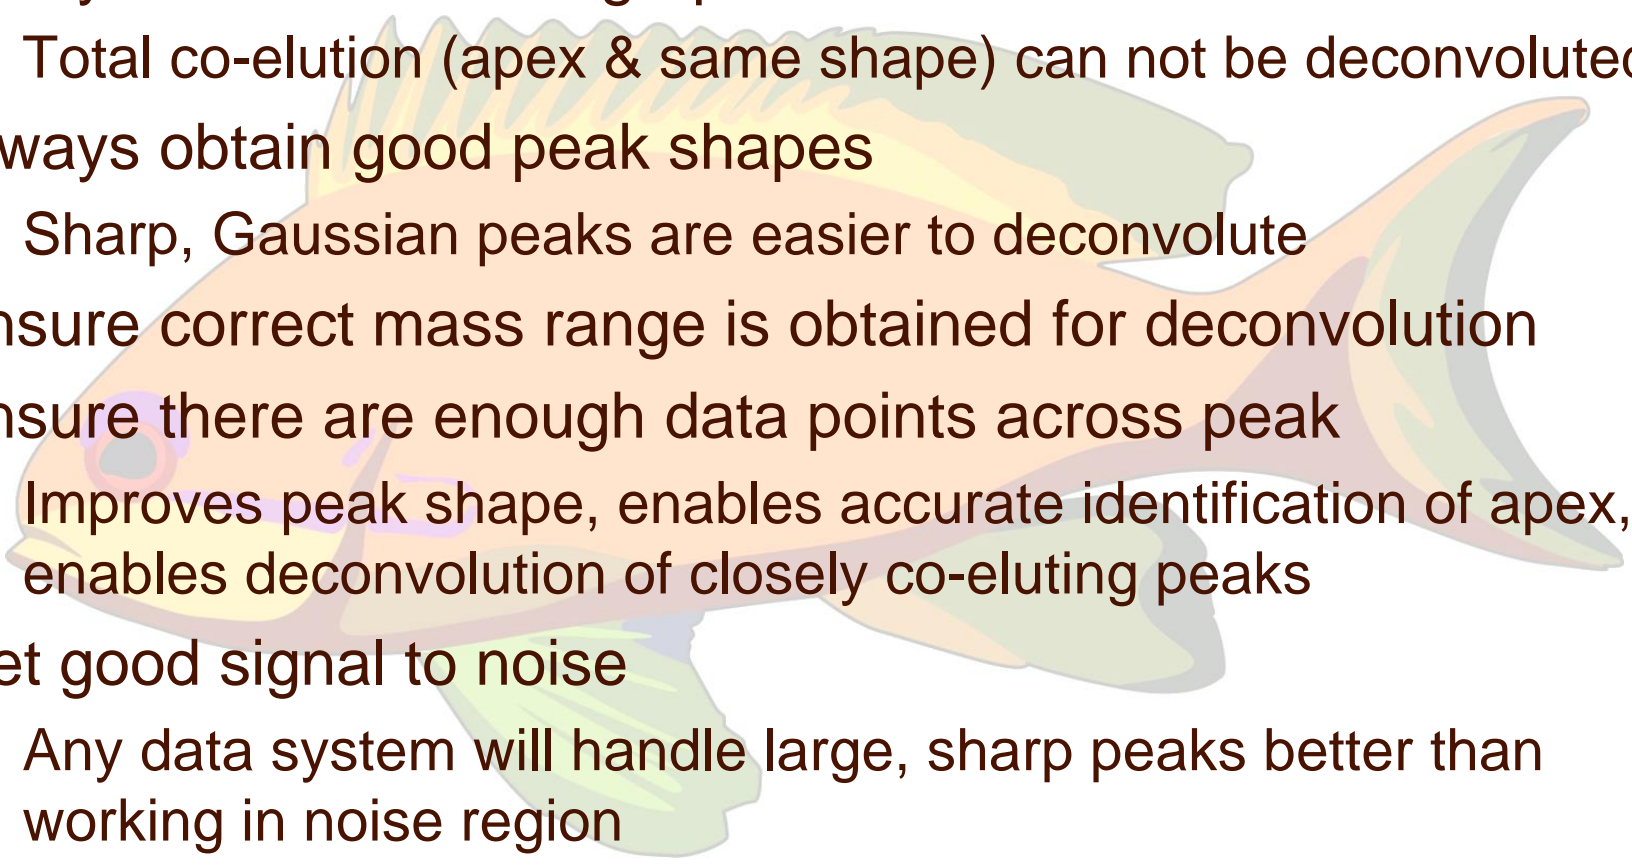 Total co-elution (apex & same shape) can not be deconvoluted
ways obtain good peak shapes
Sharp, Gaussian peaks are easier to deconvolute
nsure correct mass range is obtained for deconvolution
nsure there are enough data points across peak
Improves peak shape, enables accurate identification of apex,
enables deconvolution of closely co-eluting peaks
et good signal to noise
Any data system will handle large, sharp peaks better than
working in noise region